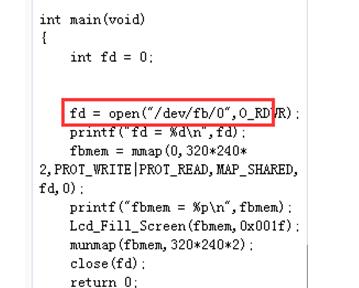 int main(void)
{
int fd = 0;
fd = open("/dev/fb/0",O_RDWR);
printf("fd = %d\n",fd);
fbmem = mmap(0,320*240*
2,PROT_WRITE|PROT_READ,MAP_SHARED,
fd,0);
printf("fbmem = %p\n",fbmem);
Lcd_Fill_Screen(fbmem,0x001f);
munmap(fbmem,320*240*2);
close(fd);
return 0;